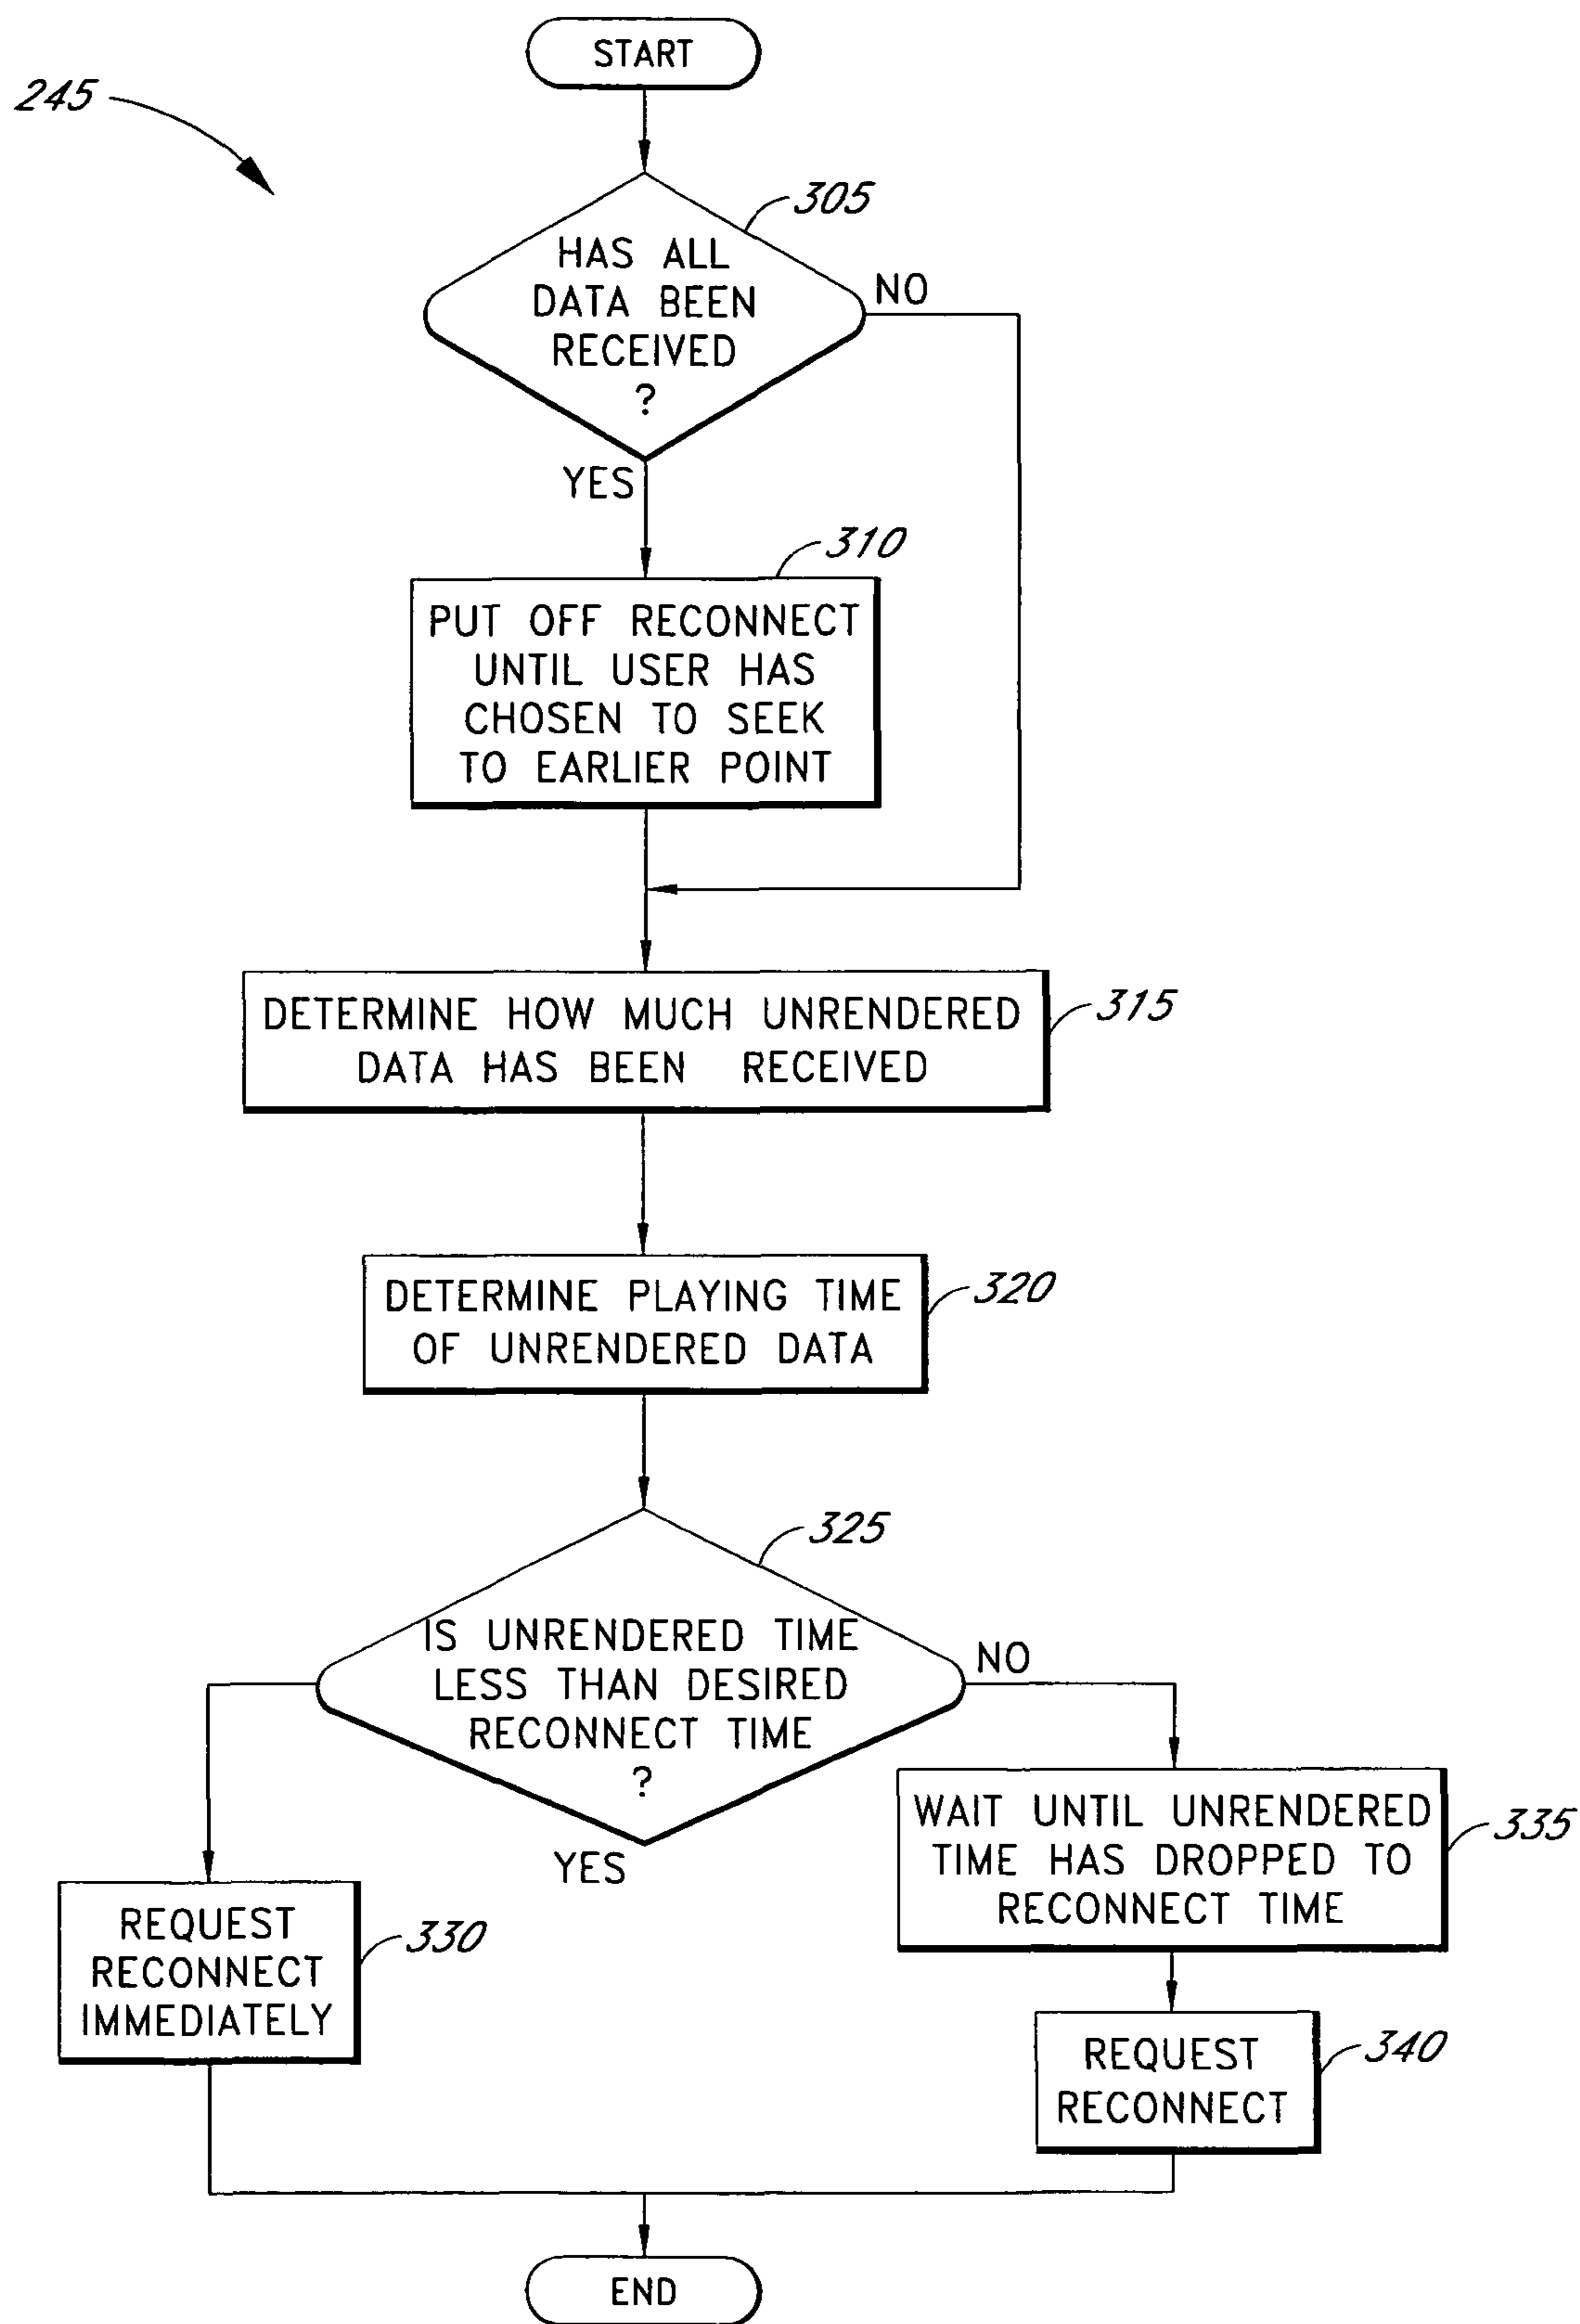 START
245
305
HAS ALL
DATA BEEN
RECEIVED
?
NO
YES
310
PUT OFF RECONNECT
UNTIL USER HAS
CHOSEN TO SEEK
TO EARLIER POINT
DETERMINE HOW MUCH UNRENDERED
DATA HAS BEEN RECEIVED
315
DETERMINE PLAYING TIME
OF UNRENDERED DATA
320
325
IS UNRENDERED TIME
LESS THAN DESIRED
RECONNECT TIME
?
NO
YES
REQUEST
RECONNECT
IMMEDIATELY
330
WAIT UNTIL UNRENDERED
TIME HAS DROPPED TO
RECONNECT TIME
335
REQUEST
RECONNECT
340
END